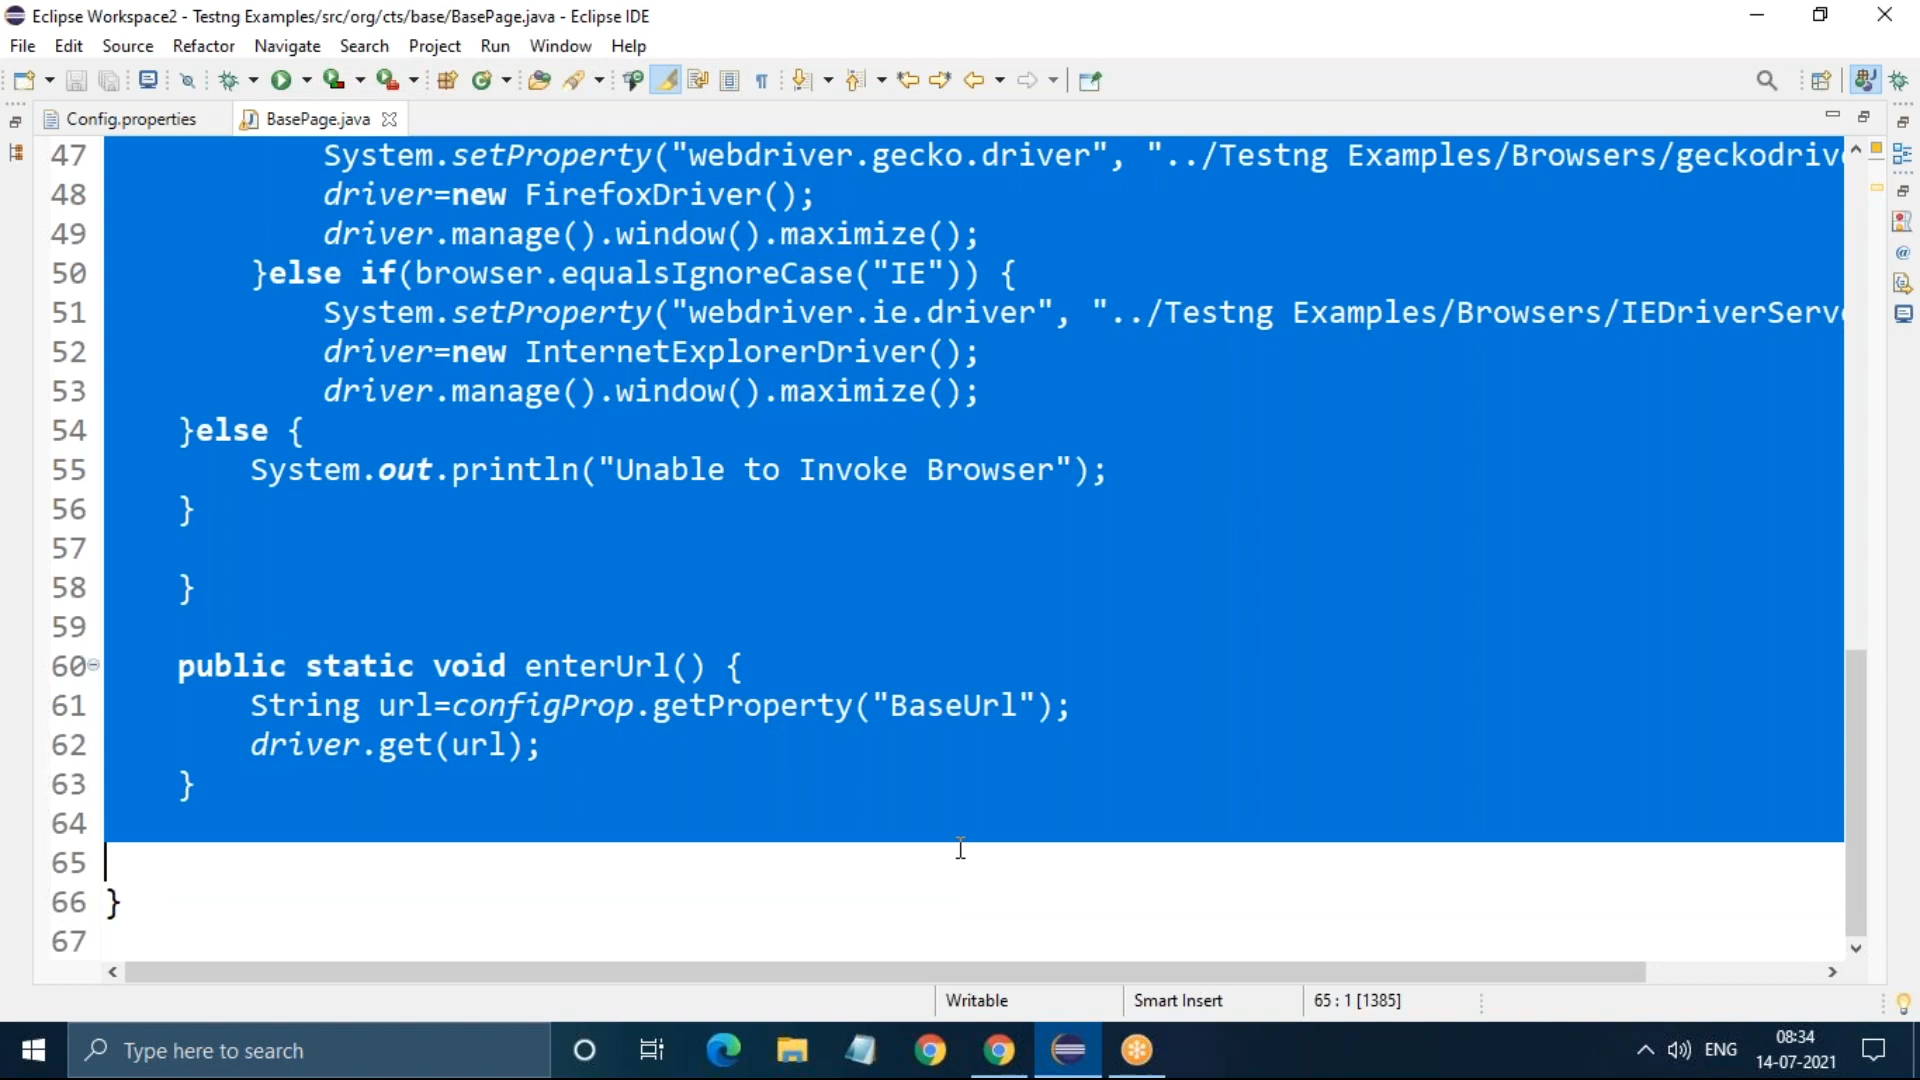 Eclipse Workspace2 - Testng Examples/src/org/cts/base/BasePage.java - Eclipse IDE
File Edit Source Refactor Navigate Search Project Run Window Help
Config.properties BasePage.java
47 System.setProperty("webdriver.gecko.driver", "../Testng Examples/Browsers/geckodriv
48 driver=new FirefoxDriver();
49 driver.manage().window().maximize();
50 }else if(browser.equalsIgnoreCase("IE")) {
51 System.setProperty("webdriver.ie.driver", "../Testng Examples/Browsers/IEDriverServ
52 driver=new InternetExplorerDriver();
53 driver.manage().window().maximize();
54 }else {
55 System.out.println("Unable to Invoke Browser");
56 }
57
58 }
59
60 public static void enterUrl() {
61 String url=configProp.getProperty("BaseUrl");
62 driver.get(url);
63 }
64
65
66 }
67
Writable Smart Insert 65 : 1 [1385]
Type here to search ENG 08:34
14-07-2021